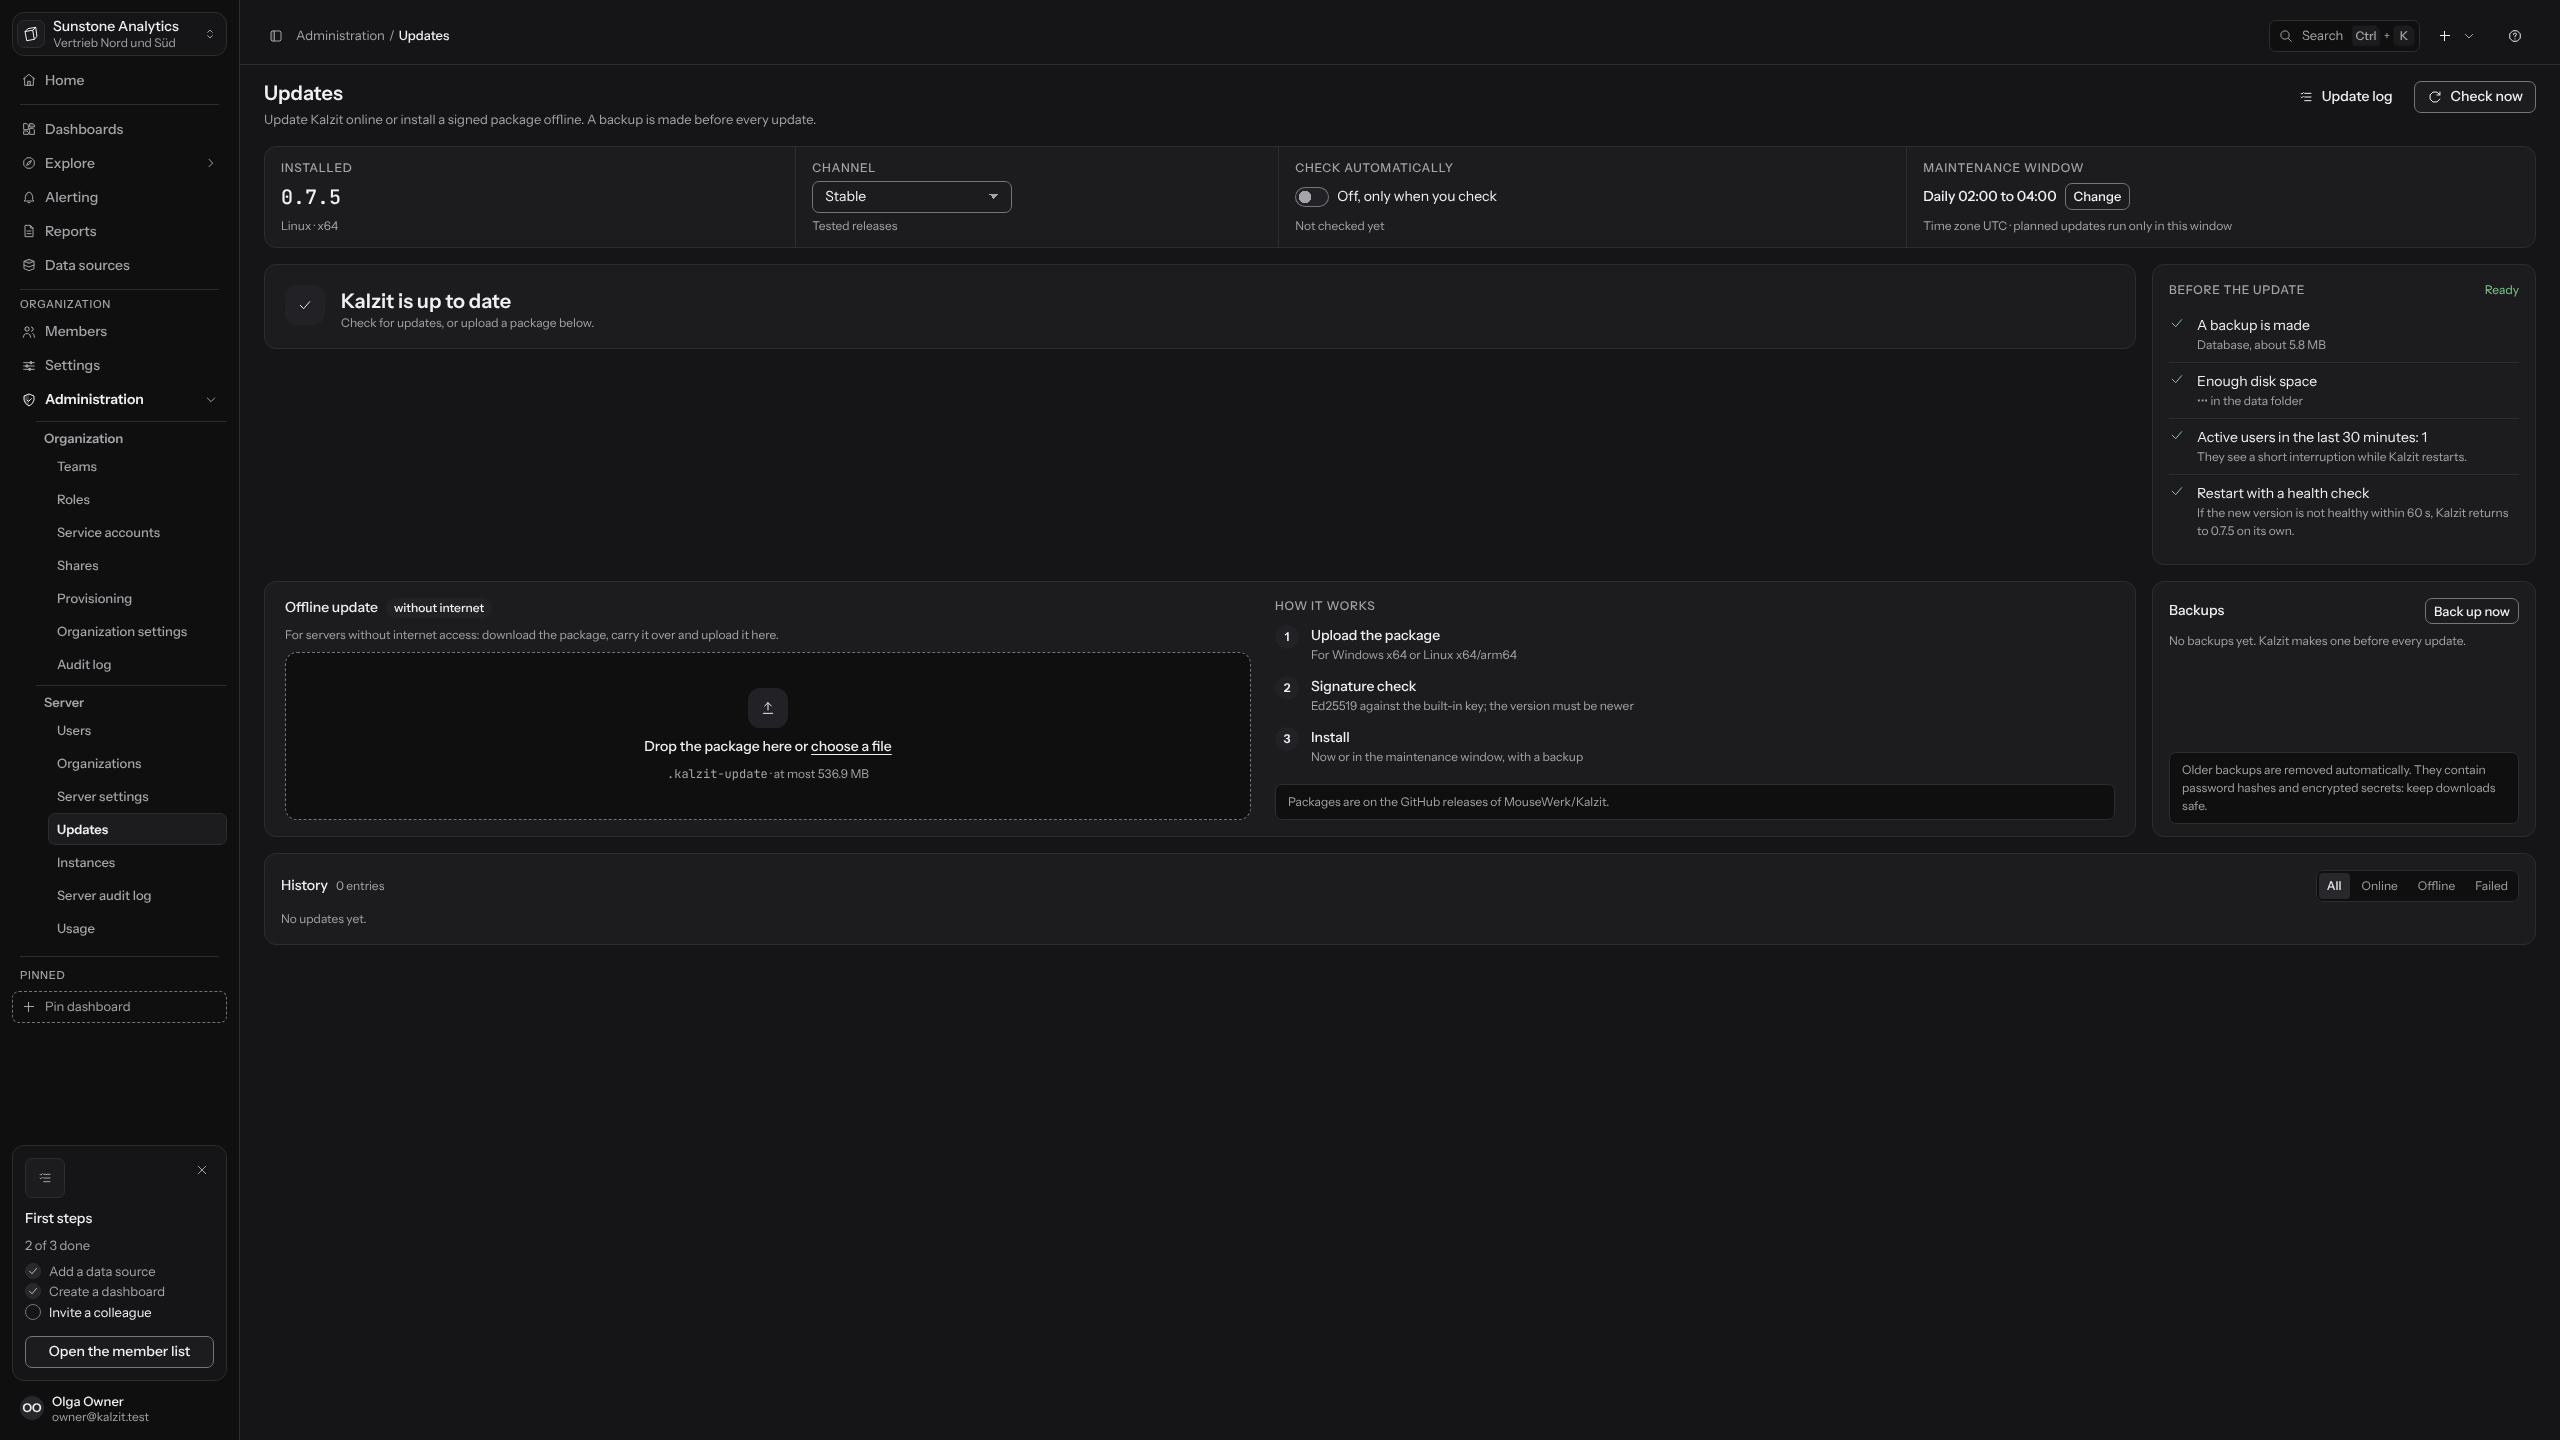 Sunstone Analytics
Vertrieb Nord und Süd
Home
Dashboards
Explore
Alerting
Reports
Data sources
ORGANIZATION
Members
Settings
Administration
Organization
Teams
Roles
Service accounts
Shares
Provisioning
Organization settings
Audit log
Server
Users
Organizations
Server settings
Updates
Instances
Server audit log
Usage
PINNED
Pin dashboard
First steps
2 of 3 done
Add a data source
Create a dashboard
Invite a colleague
Open the member list
OO
Olga Owner
owner@kalzit.test
Administration / Updates
Search Ctrl + K
Updates
Update Kalzit online or install a signed package offline. A backup is made before every update.
Update log
Check now
INSTALLED
0.7.5
Linux · x64
CHANNEL
Stable
Tested releases
CHECK AUTOMATICALLY
Off, only when you check
Not checked yet
MAINTENANCE WINDOW
Daily 02:00 to 04:00 Change
Time zone UTC · planned updates run only in this window
Kalzit is up to date
Check for updates, or upload a package below.
BEFORE THE UPDATE Ready
A backup is made
Database, about 5.8 MB
Enough disk space
··· in the data folder
Active users in the last 30 minutes: 1
They see a short interruption while Kalzit restarts.
Restart with a health check
If the new version is not healthy within 60 s, Kalzit returns
to 0.7.5 on its own.
Offline update without internet
For servers without internet access: download the package, carry it over and upload it here.
Drop the package here or choose a file
.kalzit-update · at most 536.9 MB
HOW IT WORKS
1 Upload the package
For Windows x64 or Linux x64/arm64
2 Signature check
Ed25519 against the built-in key; the version must be newer
3 Install
Now or in the maintenance window, with a backup
Packages are on the GitHub releases of MouseWerk/Kalzit.
Backups Back up now
No backups yet. Kalzit makes one before every update.
Older backups are removed automatically. They contain
password hashes and encrypted secrets: keep downloads
safe.
History 0 entries
All Online Offline Failed
No updates yet.